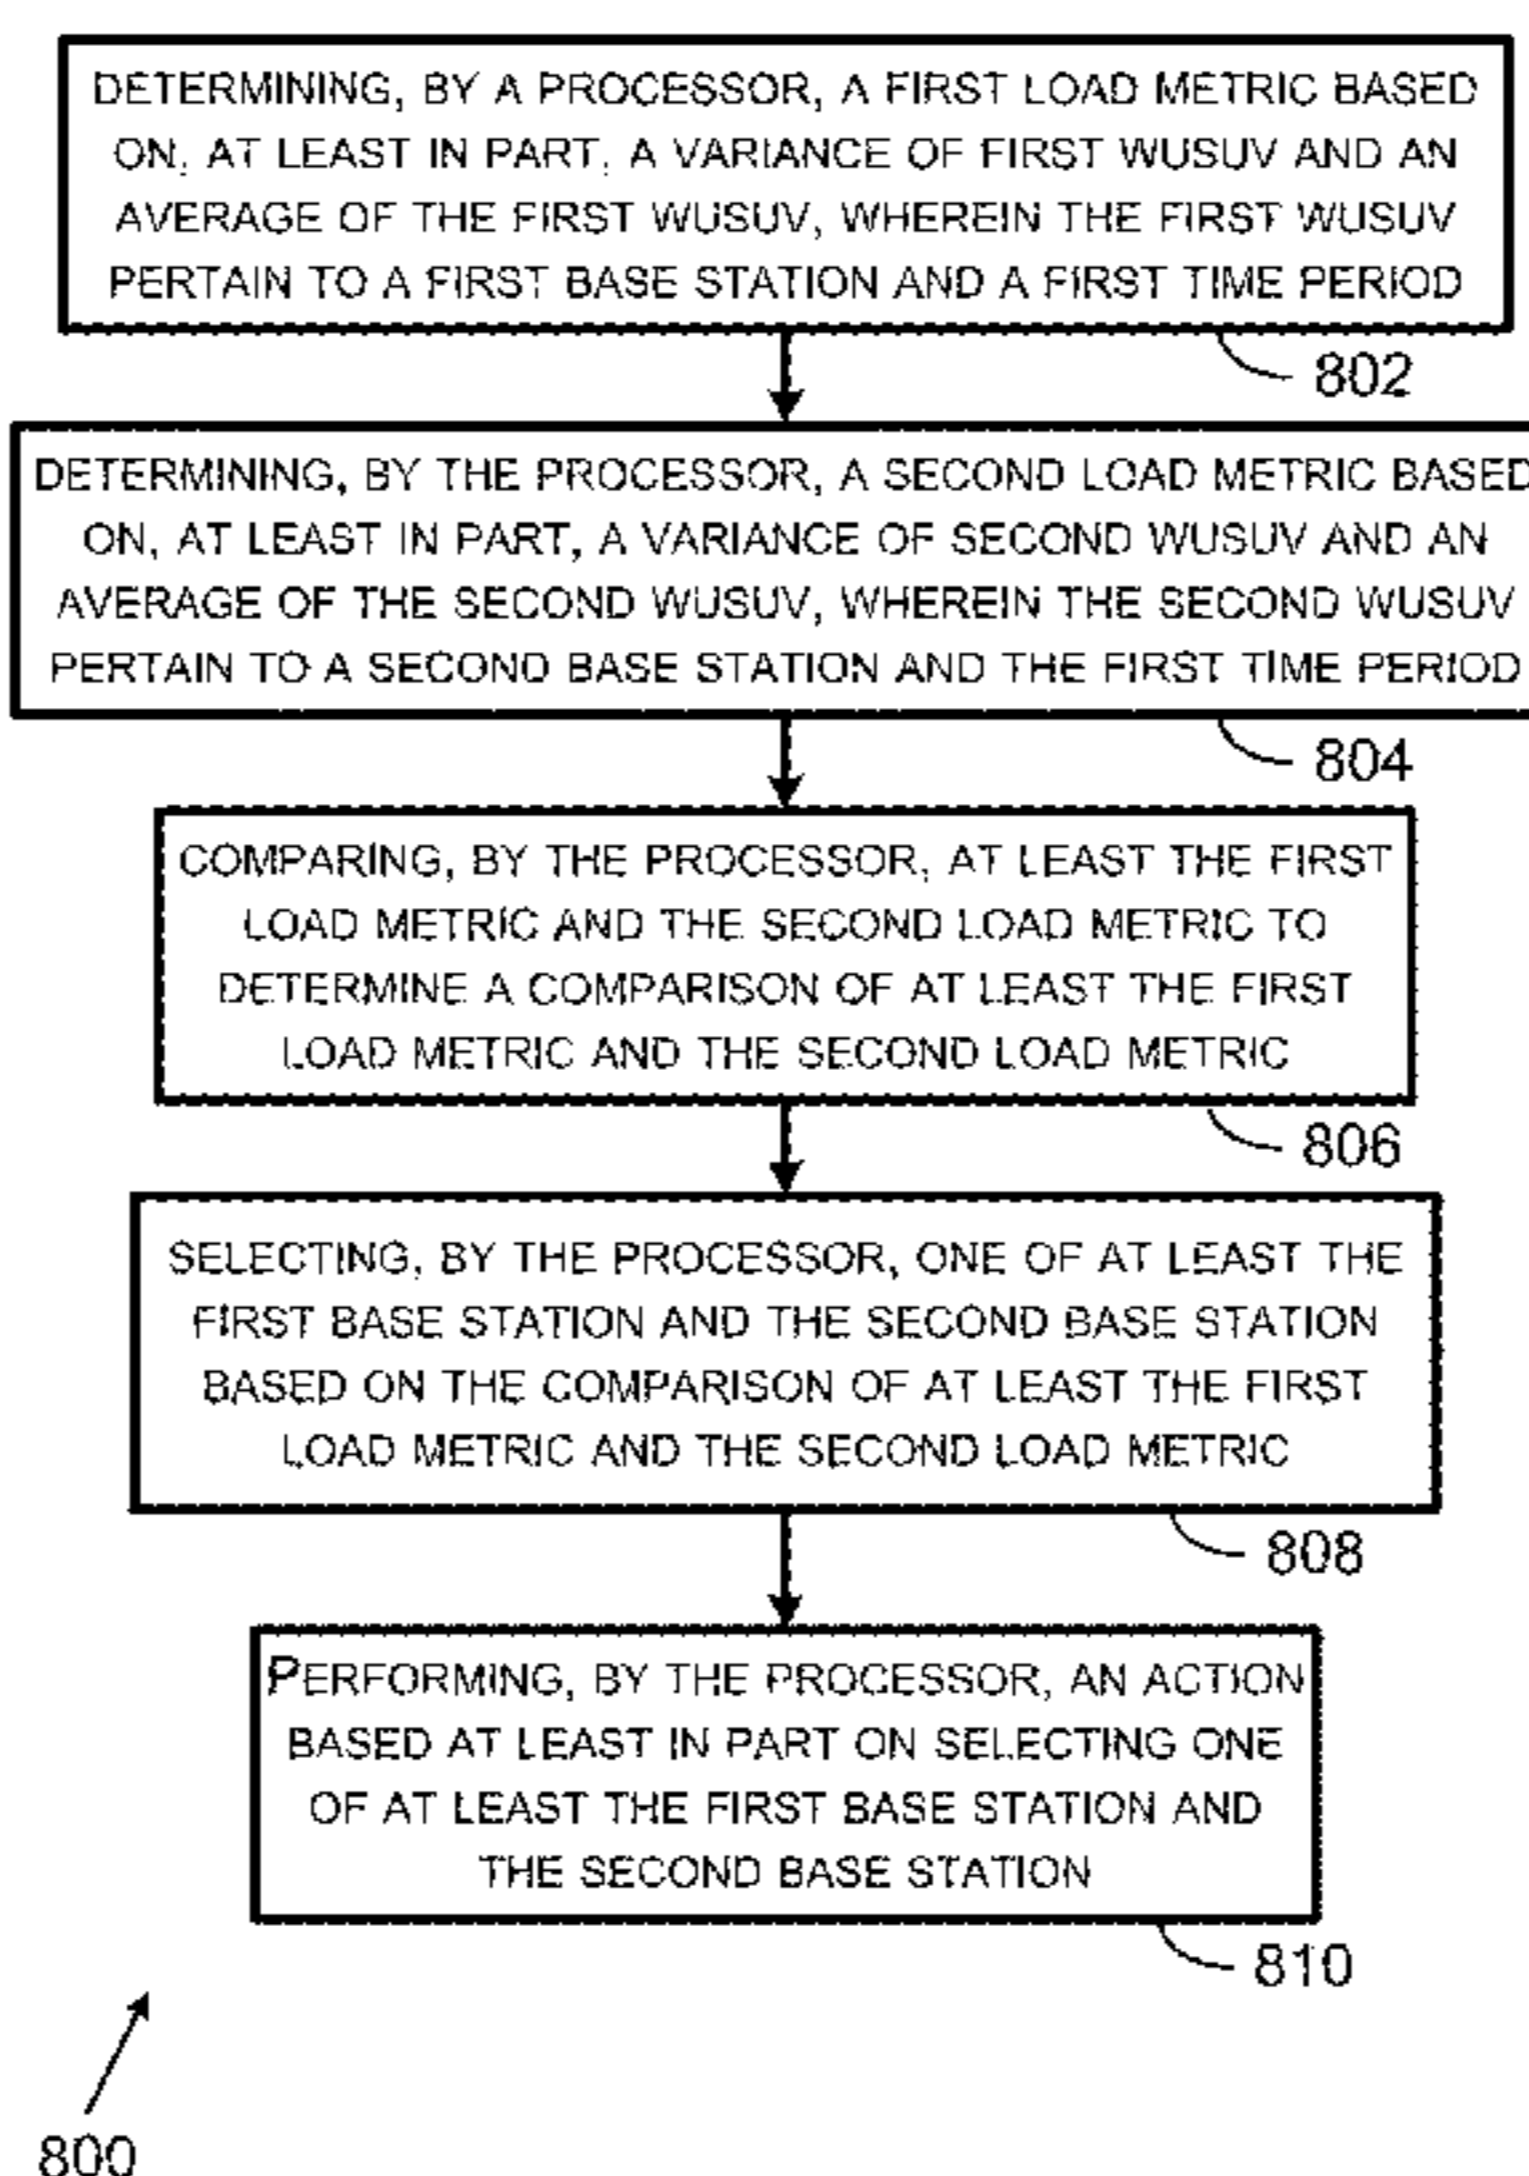 DETERMINING, BY A PROCESSOR, A FIRST LOAD METRIC BASED
ON, AT LEAST IN PART, A VARIANCE OF FIRST WUSUV AND AN
AVERAGE OF THE FIRST WUSUV, WHEREIN THE FIRST WUSUV
PERTAIN TO A FIRST BASE STATION AND A FIRST TIME PERIOD
802
DETERMINING, BY THE PROCESSOR, A SECOND LOAD METRIC BASED
ON, AT LEAST IN PART, A VARIANCE OF SECOND WUSUV AND AN
AVERAGE OF THE SECOND WUSUV, WHEREIN THE SECOND WUSUV
PERTAIN TO A SECOND BASE STATION AND THE FIRST TIME PERIOD
804
COMPARING, BY THE PROCESSOR, AT LEAST THE FIRST
LOAD METRIC AND THE SECOND LOAD METRIC TO
DETERMINE A COMPARISON OF AT LEAST THE FIRST
LOAD METRIC AND THE SECOND LOAD METRIC
806
SELECTING, BY THE PROCESSOR, ONE OF AT LEAST THE
FIRST BASE STATION AND THE SECOND BASE STATION
BASED ON THE COMPARISON OF AT LEAST THE FIRST
LOAD METRIC AND THE SECOND LOAD METRIC
808
PERFORMING, BY THE PROCESSOR, AN ACTION
BASED AT LEAST IN PART ON SELECTING ONE
OF AT LEAST THE FIRST BASE STATION AND
THE SECOND BASE STATION
810
800